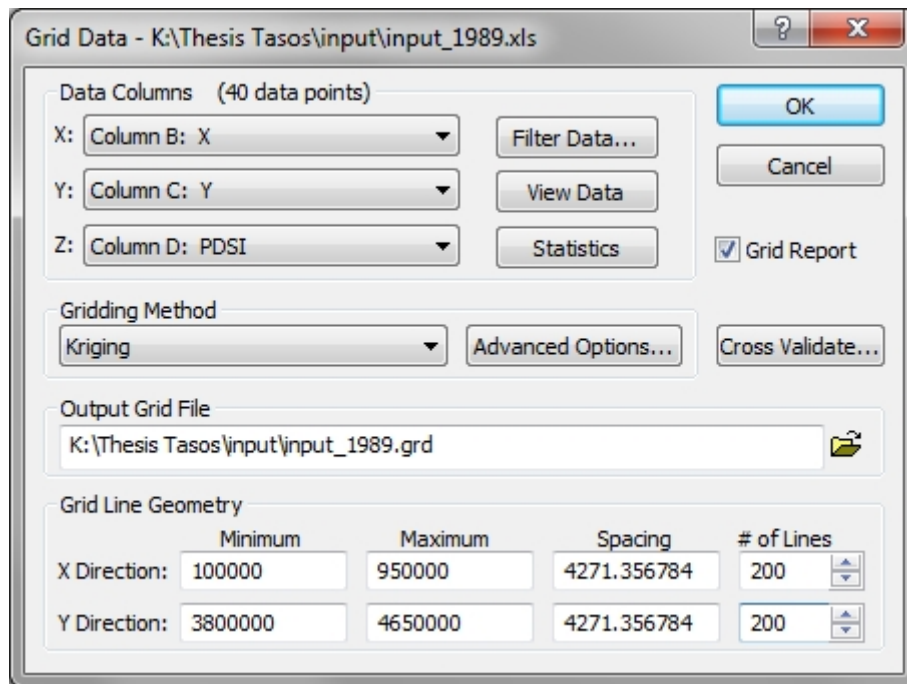 Grid Data - K:\Thesis Tasos\input\input_1989.xls
? X
Data Columns (40 data points)
X: Column B: X
Filter Data...
Y: Column C: Y
View Data
Z: Column D: PDSI
Statistics
OK
Cancel
Grid Report
Gridding Method
Kriging
Advanced Options...
Cross Validate...
Output Grid File
K:\Thesis Tasos\input\input_1989.grd
Grid Line Geometry
Minimum Maximum Spacing # of Lines
X Direction: 100000 950000 4271.356784 200
Y Direction: 3800000 4650000 4271.356784 200